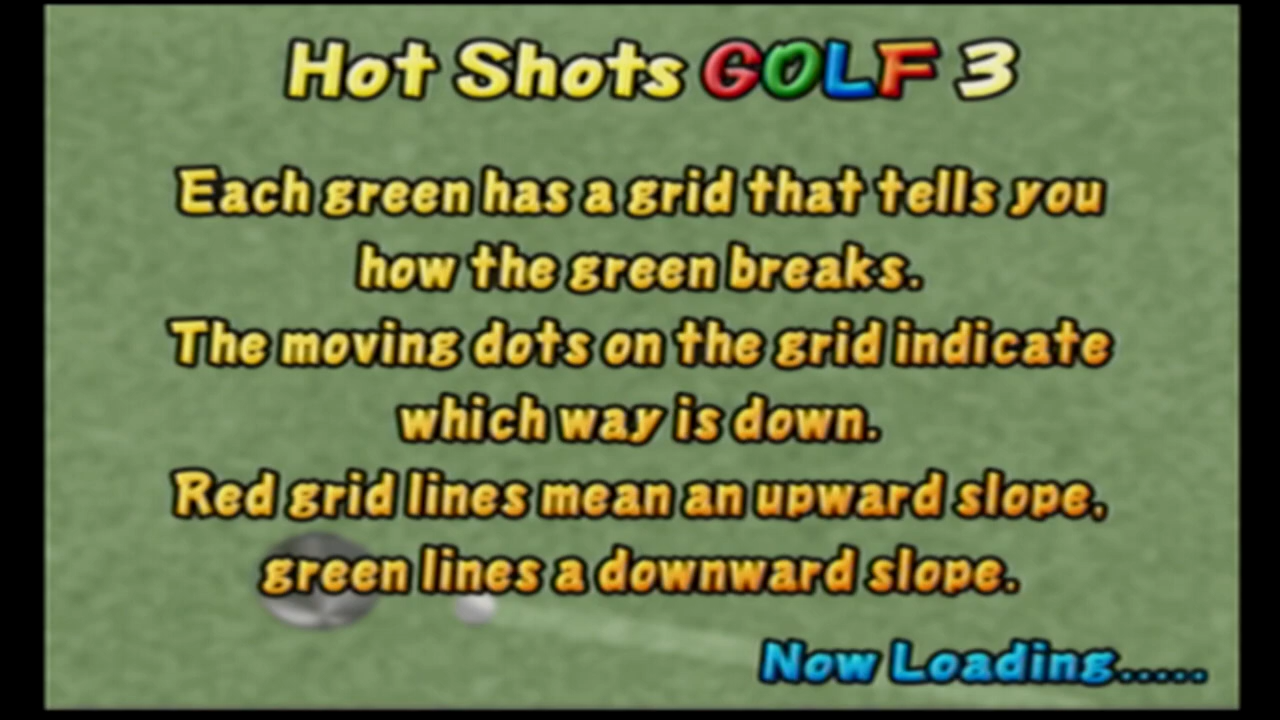 Hot Shots GOLF 3
Each green has a grid that tells you
how the green breaks.
The moving dots on the grid indicate
which way is down.
Red grid lines mean an upward slope,
green lines a downward slope.
Now Loading.....